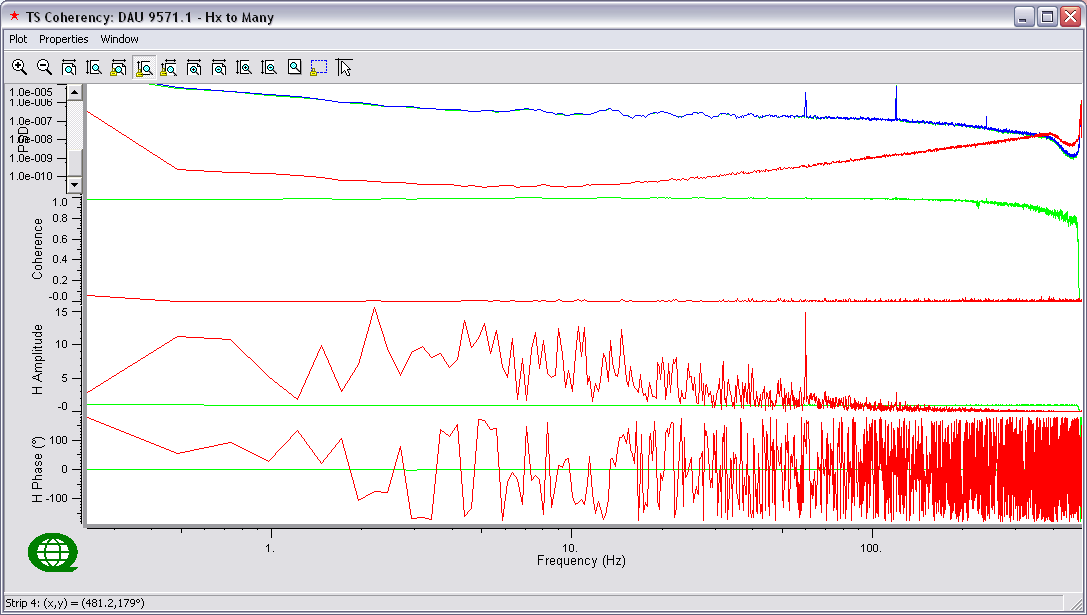 TS Coherency: DAU 9571.1 - Hx to Many
Plot Properties Window
PSD
1.0e-005
1.0e-006
1.0e-007
1.0e-008
1.0e-009
1.0e-010
Coherence
1.0
0.8
0.6
0.4
0.2
-0.0
H Amplitude
15
10
5
-0
H Phase (°)
100
0
-100
1. 10. 100.
Frequency (Hz)
Strip 4: (x,y) = (481.2,179°)